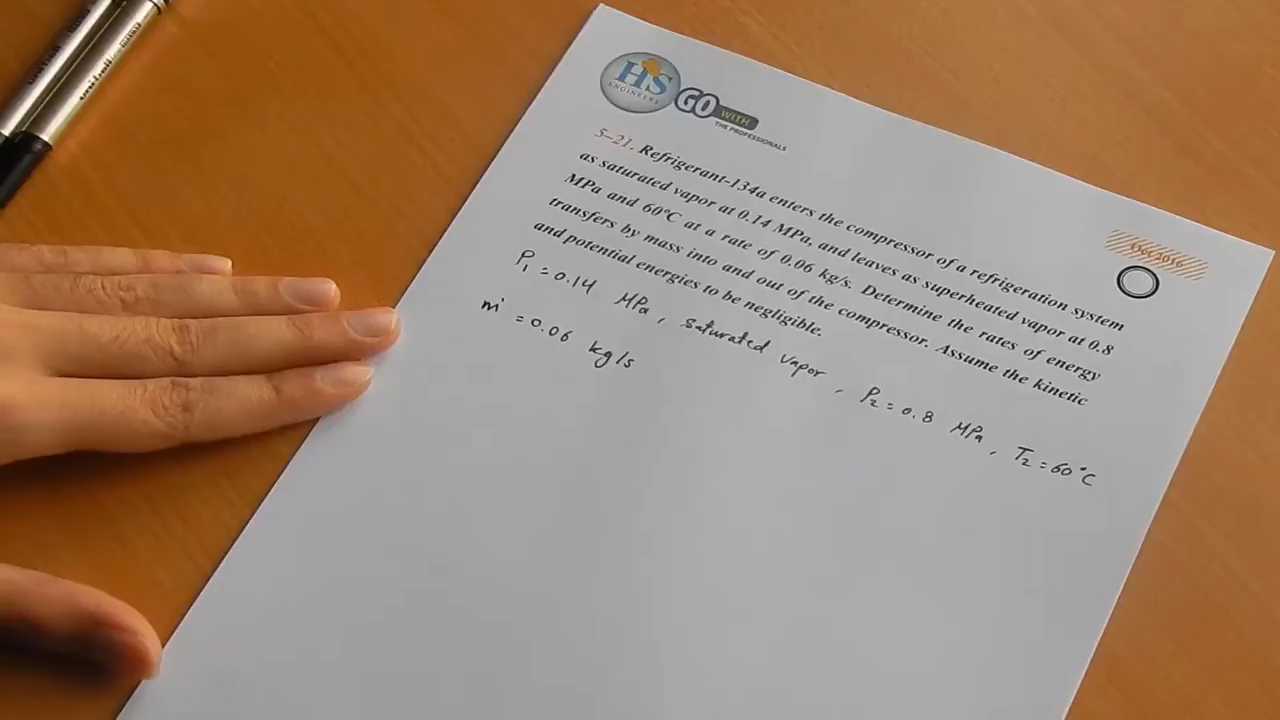 HS
ENGINEERS
GO WITH
THE PROFESSIONALS
5-21. Refrigerant-134a enters the compressor of a refrigeration system
as saturated vapor at 0.14 MPa, and leaves as superheated vapor at 0.8
MPa and 60°C at a rate of 0.06 kg/s. Determine the rates of energy
transfers by mass into and out of the compressor. Assume the kinetic
and potential energies to be negligible.
P₁ = 0.14 MPa, saturated vapor, P₂ = 0.8 MPa, T₂ = 60°C
ṁ = 0.06 kg/s
uniball